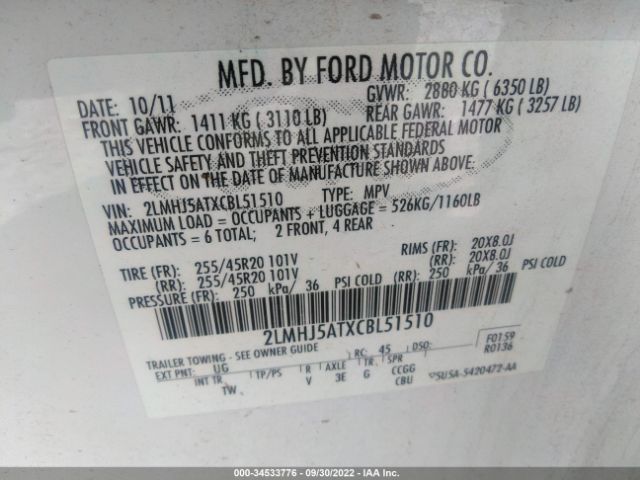 MFD. BY FORD MOTOR CO.
DATE: 10/11 GVWR: 2880 KG ( 6350 LB)
FRONT GAWR: 1411 KG ( 3110 LB) REAR GAWR: 1477 KG ( 3257 LB)
THIS VEHICLE CONFORMS TO ALL APPLICABLE FEDERAL MOTOR
VEHICLE SAFETY AND THEFT PREVENTION STANDARDS
IN EFFECT ON THE DATE OF MANUFACTURE SHOWN ABOVE.
VIN: 2LMHJ5ATXCBL51510 TYPE: MPV
MAXIMUM LOAD = OCCUPANTS + LUGGAGE = 526KG/1160LB
OCCUPANTS = 6 TOTAL; 2 FRONT, 4 REAR
TIRE (FR): 255/45R20 101V RIMS (FR): 20X8.0J
(RR): 255/45R20 101V (RR): 20X8.0J
PRESSURE (FR): 250 kPa/ 36 PSI COLD (RR): 250 kPa/ 36 PSI COLD
2LMHJ5ATXCBL51510
TRAILER TOWING - SEE OWNER GUIDE RC: 45 DSO: F0159
R0136
EXT PNT: UG R AXLE TR SPR
INT TR TP/PS V 3E G CCGG
TW CBU 5U5A-5420472-AA
000-34533776 - 09/30/2022 - IAA Inc.